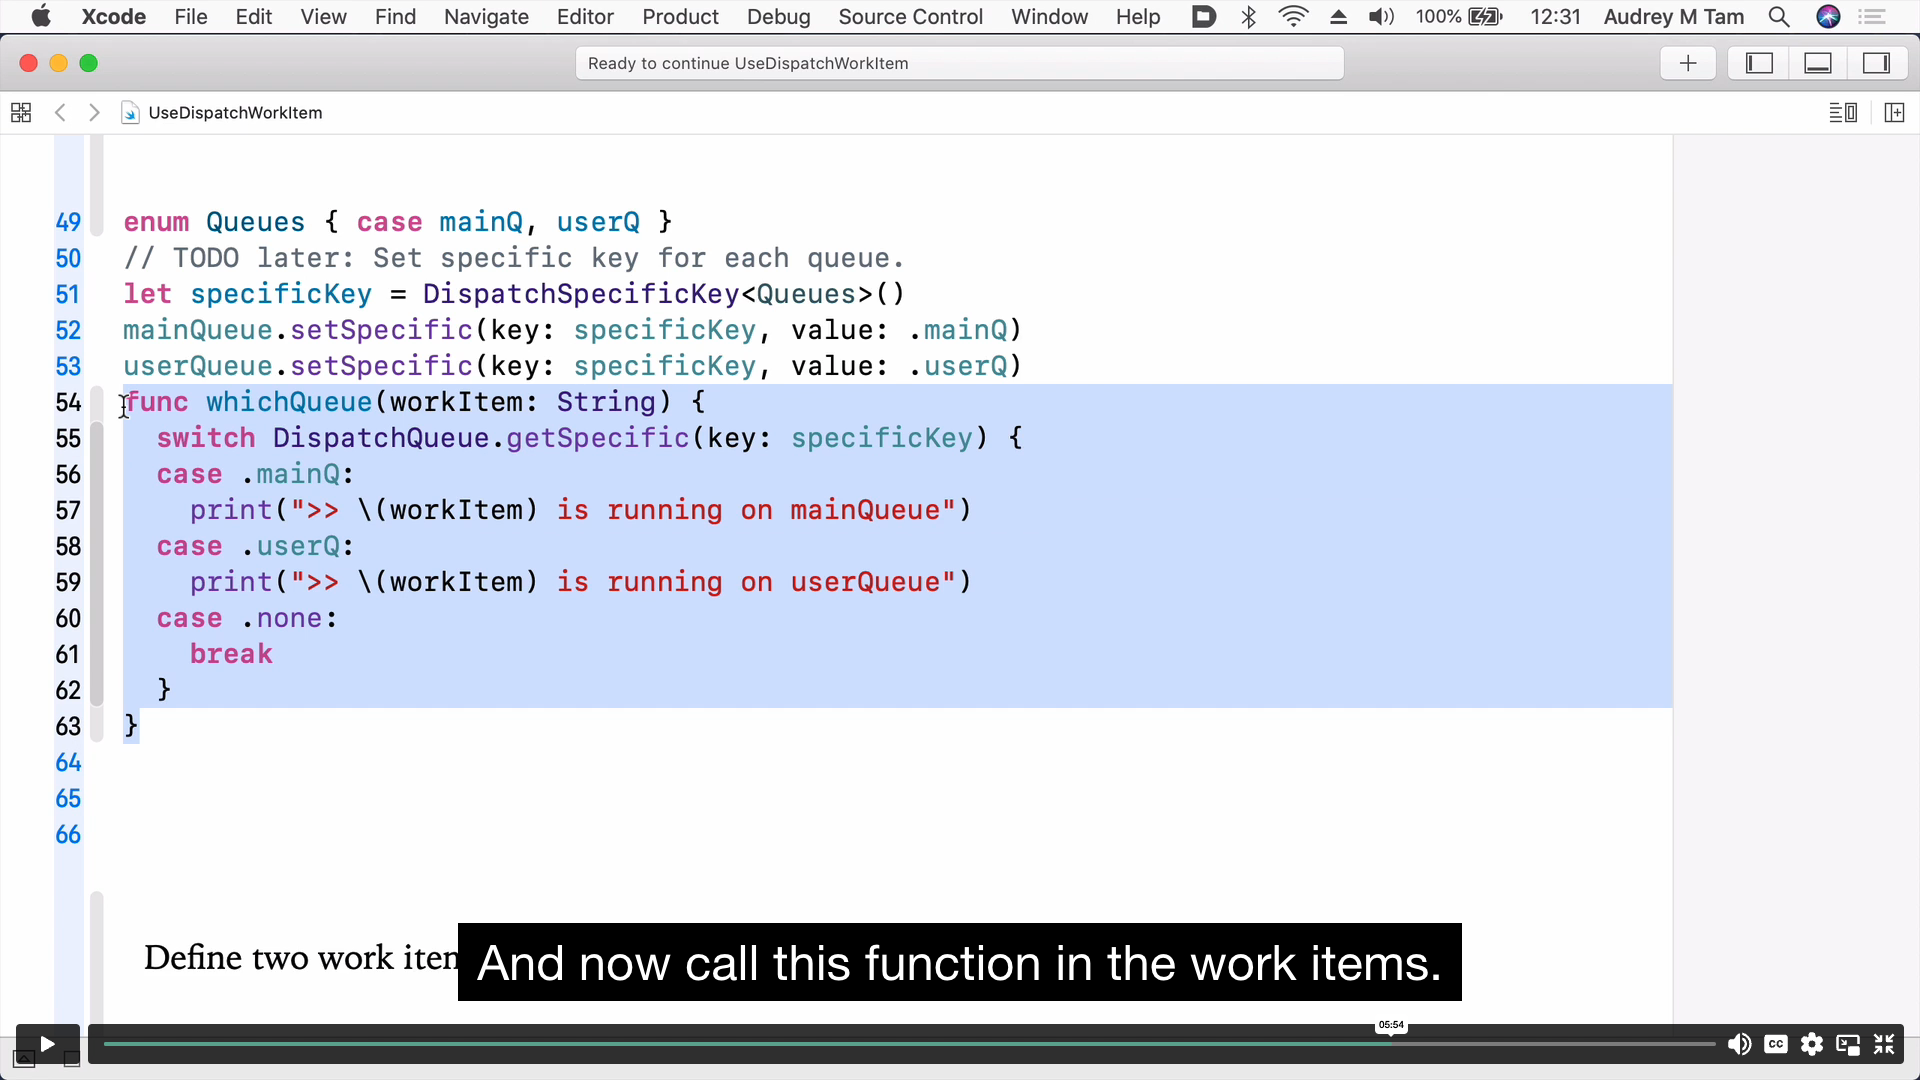 Xcode File Edit View Find Navigate Editor Product Debug Source Control Window Help 100% 12:31 Audrey M Tam
Ready to continue UseDispatchWorkItem
UseDispatchWorkItem
49 enum Queues { case mainQ, userQ }
50 // TODO later: Set specific key for each queue.
51 let specificKey = DispatchSpecificKey<Queues>()
52 mainQueue.setSpecific(key: specificKey, value: .mainQ)
53 userQueue.setSpecific(key: specificKey, value: .userQ)
54 func whichQueue(workItem: String) {
55 switch DispatchQueue.getSpecific(key: specificKey) {
56 case .mainQ:
57 print(">> \(workItem) is running on mainQueue")
58 case .userQ:
59 print(">> \(workItem) is running on userQueue")
60 case .none:
61 break
62 }
63 }
64
65
66
Define two work item
And now call this function in the work items.
05:54
CC